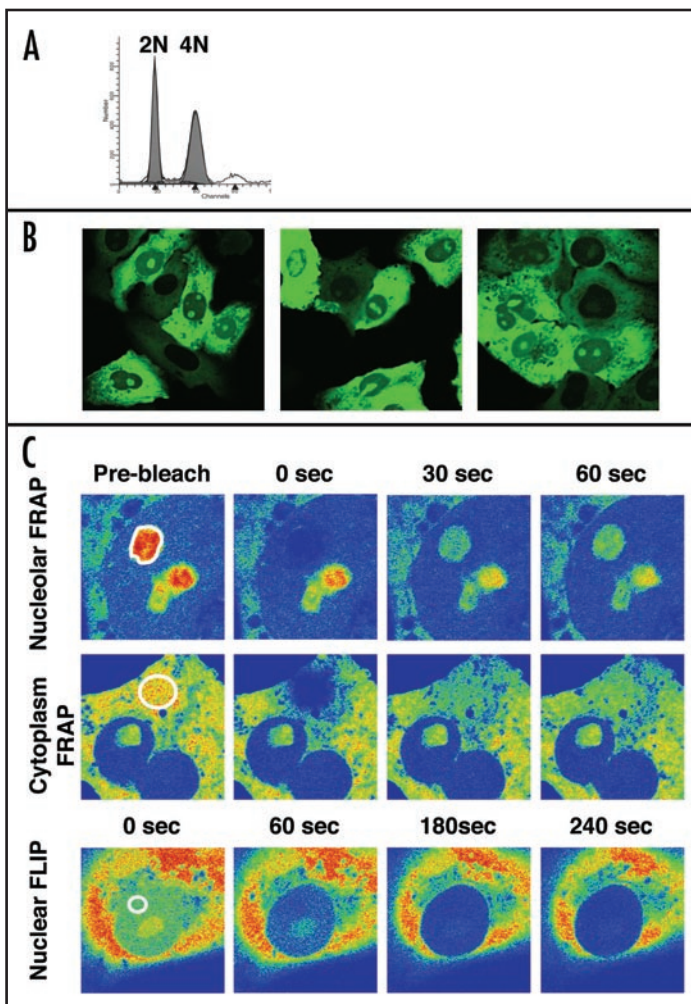 A
2N 4N
Number
Channels
B
C
Pre-bleach 0 sec 30 sec 60 sec
Nucleolar FRAP
Cytoplasm
FRAP
0 sec 60 sec 180sec 240 sec
Nuclear FLIP